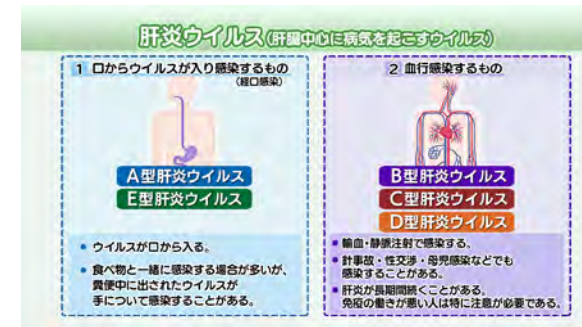 肝炎ウイルス(肝臓中心に病気を起こすウイルス)
1 口からウイルスが入り感染するもの
(経口感染)
A型肝炎ウイルス
E型肝炎ウイルス
• ウイルスが口から入る。
• 食べ物と一緒に感染する場合が多いが、
糞便中に出されたウイルスが
手について感染することがある。
2 血行感染するもの
B型肝炎ウイルス
C型肝炎ウイルス
D型肝炎ウイルス
■ 輸血・静脈注射で感染する。
■ 針事故・性交渉・母児感染などでも
感染することがある。
■ 肝炎が長期間続くことがある。
免疫の働きが悪い人は特に注意が必要である。